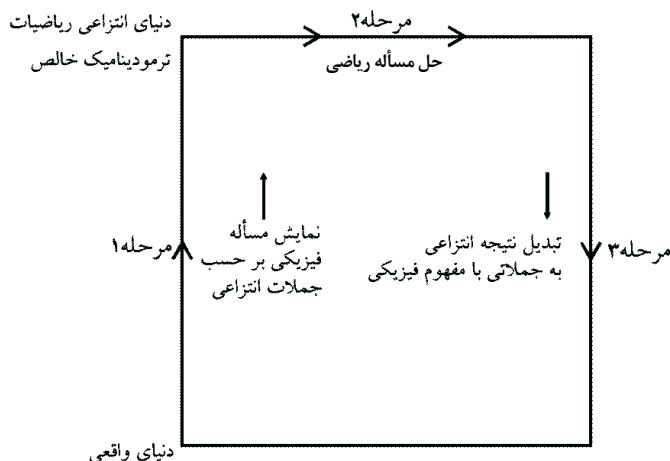 دنیای انتزاعی ریاضیات
ترمودینامیک خالص
مرحله۲
حل مسأله ریاضی
مرحله۱
نمایش مسأله
فیزیکی بر حسب
جملات انتزاعی
تبدیل نتیجه انتزاعی
به جملاتی با مفهوم فیزیکی
مرحله۳
دنیای واقعی